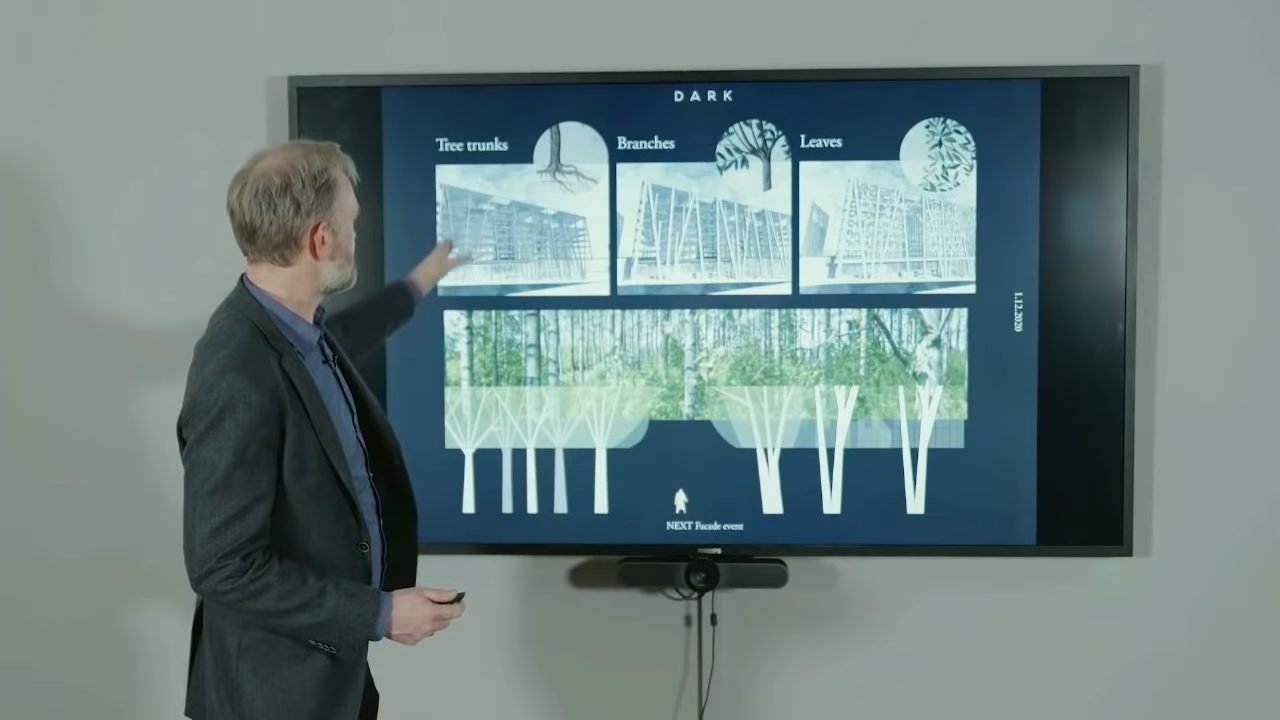 DARK
Tree trunks
Branches
Leaves
1.12.2020
NEXT Facade event
PHILIPS